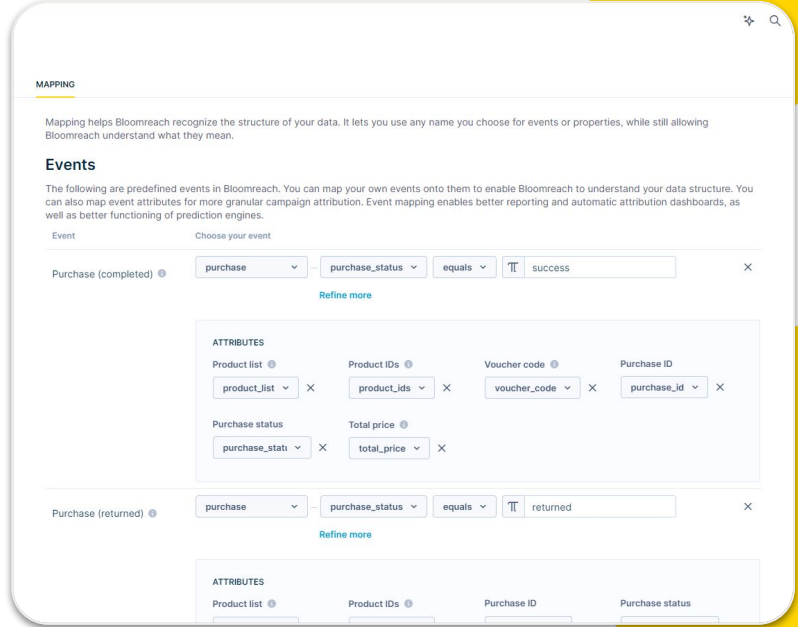 MAPPING
Mapping helps Bloomreach recognize the structure of your data. It lets you use any name you choose for events or properties, while still allowing
Bloomreach understand what they mean.
Events
The following are predefined events in Bloomreach. You can map your own events onto them to enable Bloomreach to understand your data structure. You
can also map event attributes for more granular campaign attribution. Event mapping enables better reporting and automatic attribution dashboards, as
well as better functioning of prediction engines.
Event Choose your event
Purchase (completed) purchase purchase_status equals success
Refine more
ATTRIBUTES
Product list Product IDs Voucher code Purchase ID
product_list product_ids voucher_code purchase_id
Purchase status Total price
purchase_statu total_price
Purchase (returned) purchase purchase_status equals returned
Refine more
ATTRIBUTES
Product list Product IDs Purchase ID Purchase status